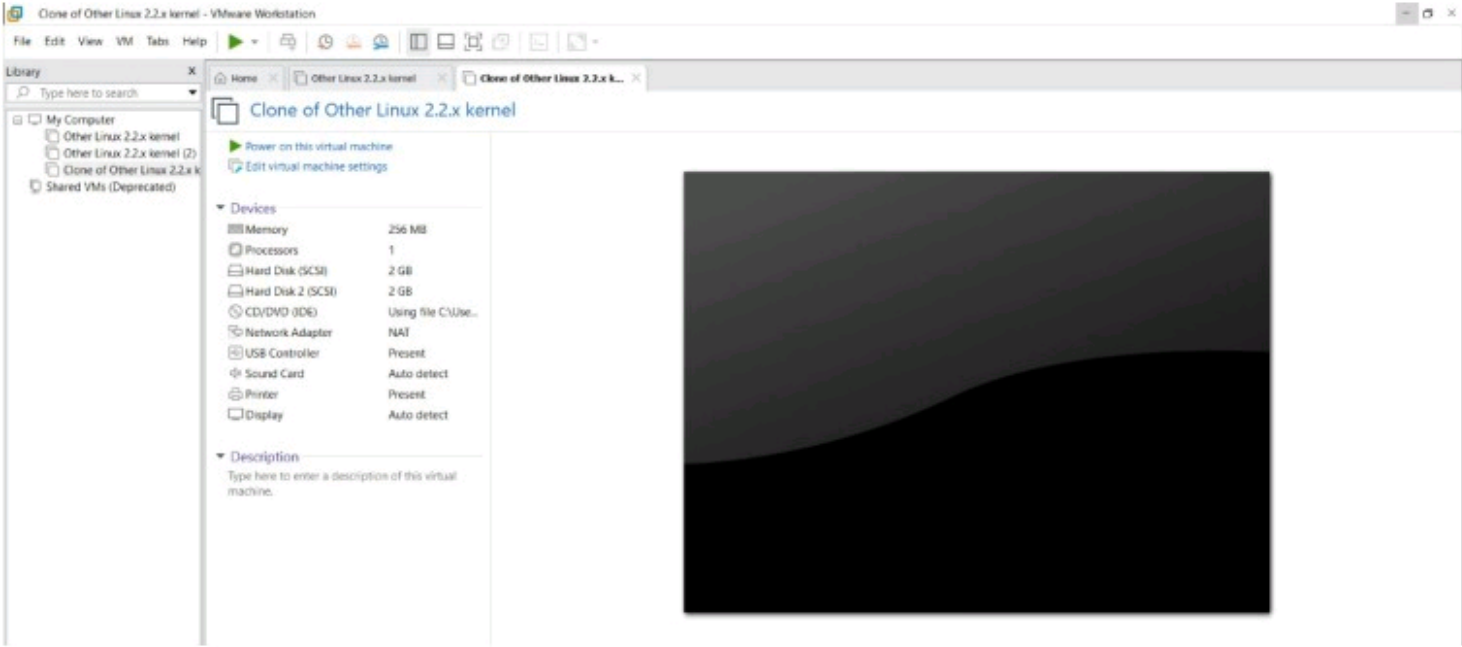 Clone of Other Linux 2.2.x kernel - VMware Workstation
File Edit View VM Tabs Help
Library
Type here to search
My Computer
Other Linux 2.2.x kernel
Other Linux 2.2.x kernel (2)
Clone of Other Linux 2.2.x k
Shared VMs (Deprecated)
Home
Other Linux 2.2.x kernel
Clone of Other Linux 2.2.x k...
Clone of Other Linux 2.2.x kernel
Power on this virtual machine
Edit virtual machine settings
Devices
Memory 256 MB
Processors 1
Hard Disk (SCSI) 2 GB
Hard Disk 2 (SCSI) 2 GB
CD/DVD (IDE) Using file C:\Use...
Network Adapter NAT
USB Controller Present
Sound Card Auto detect
Printer Present
Display Auto detect
Description
Type here to enter a description of this virtual
machine.